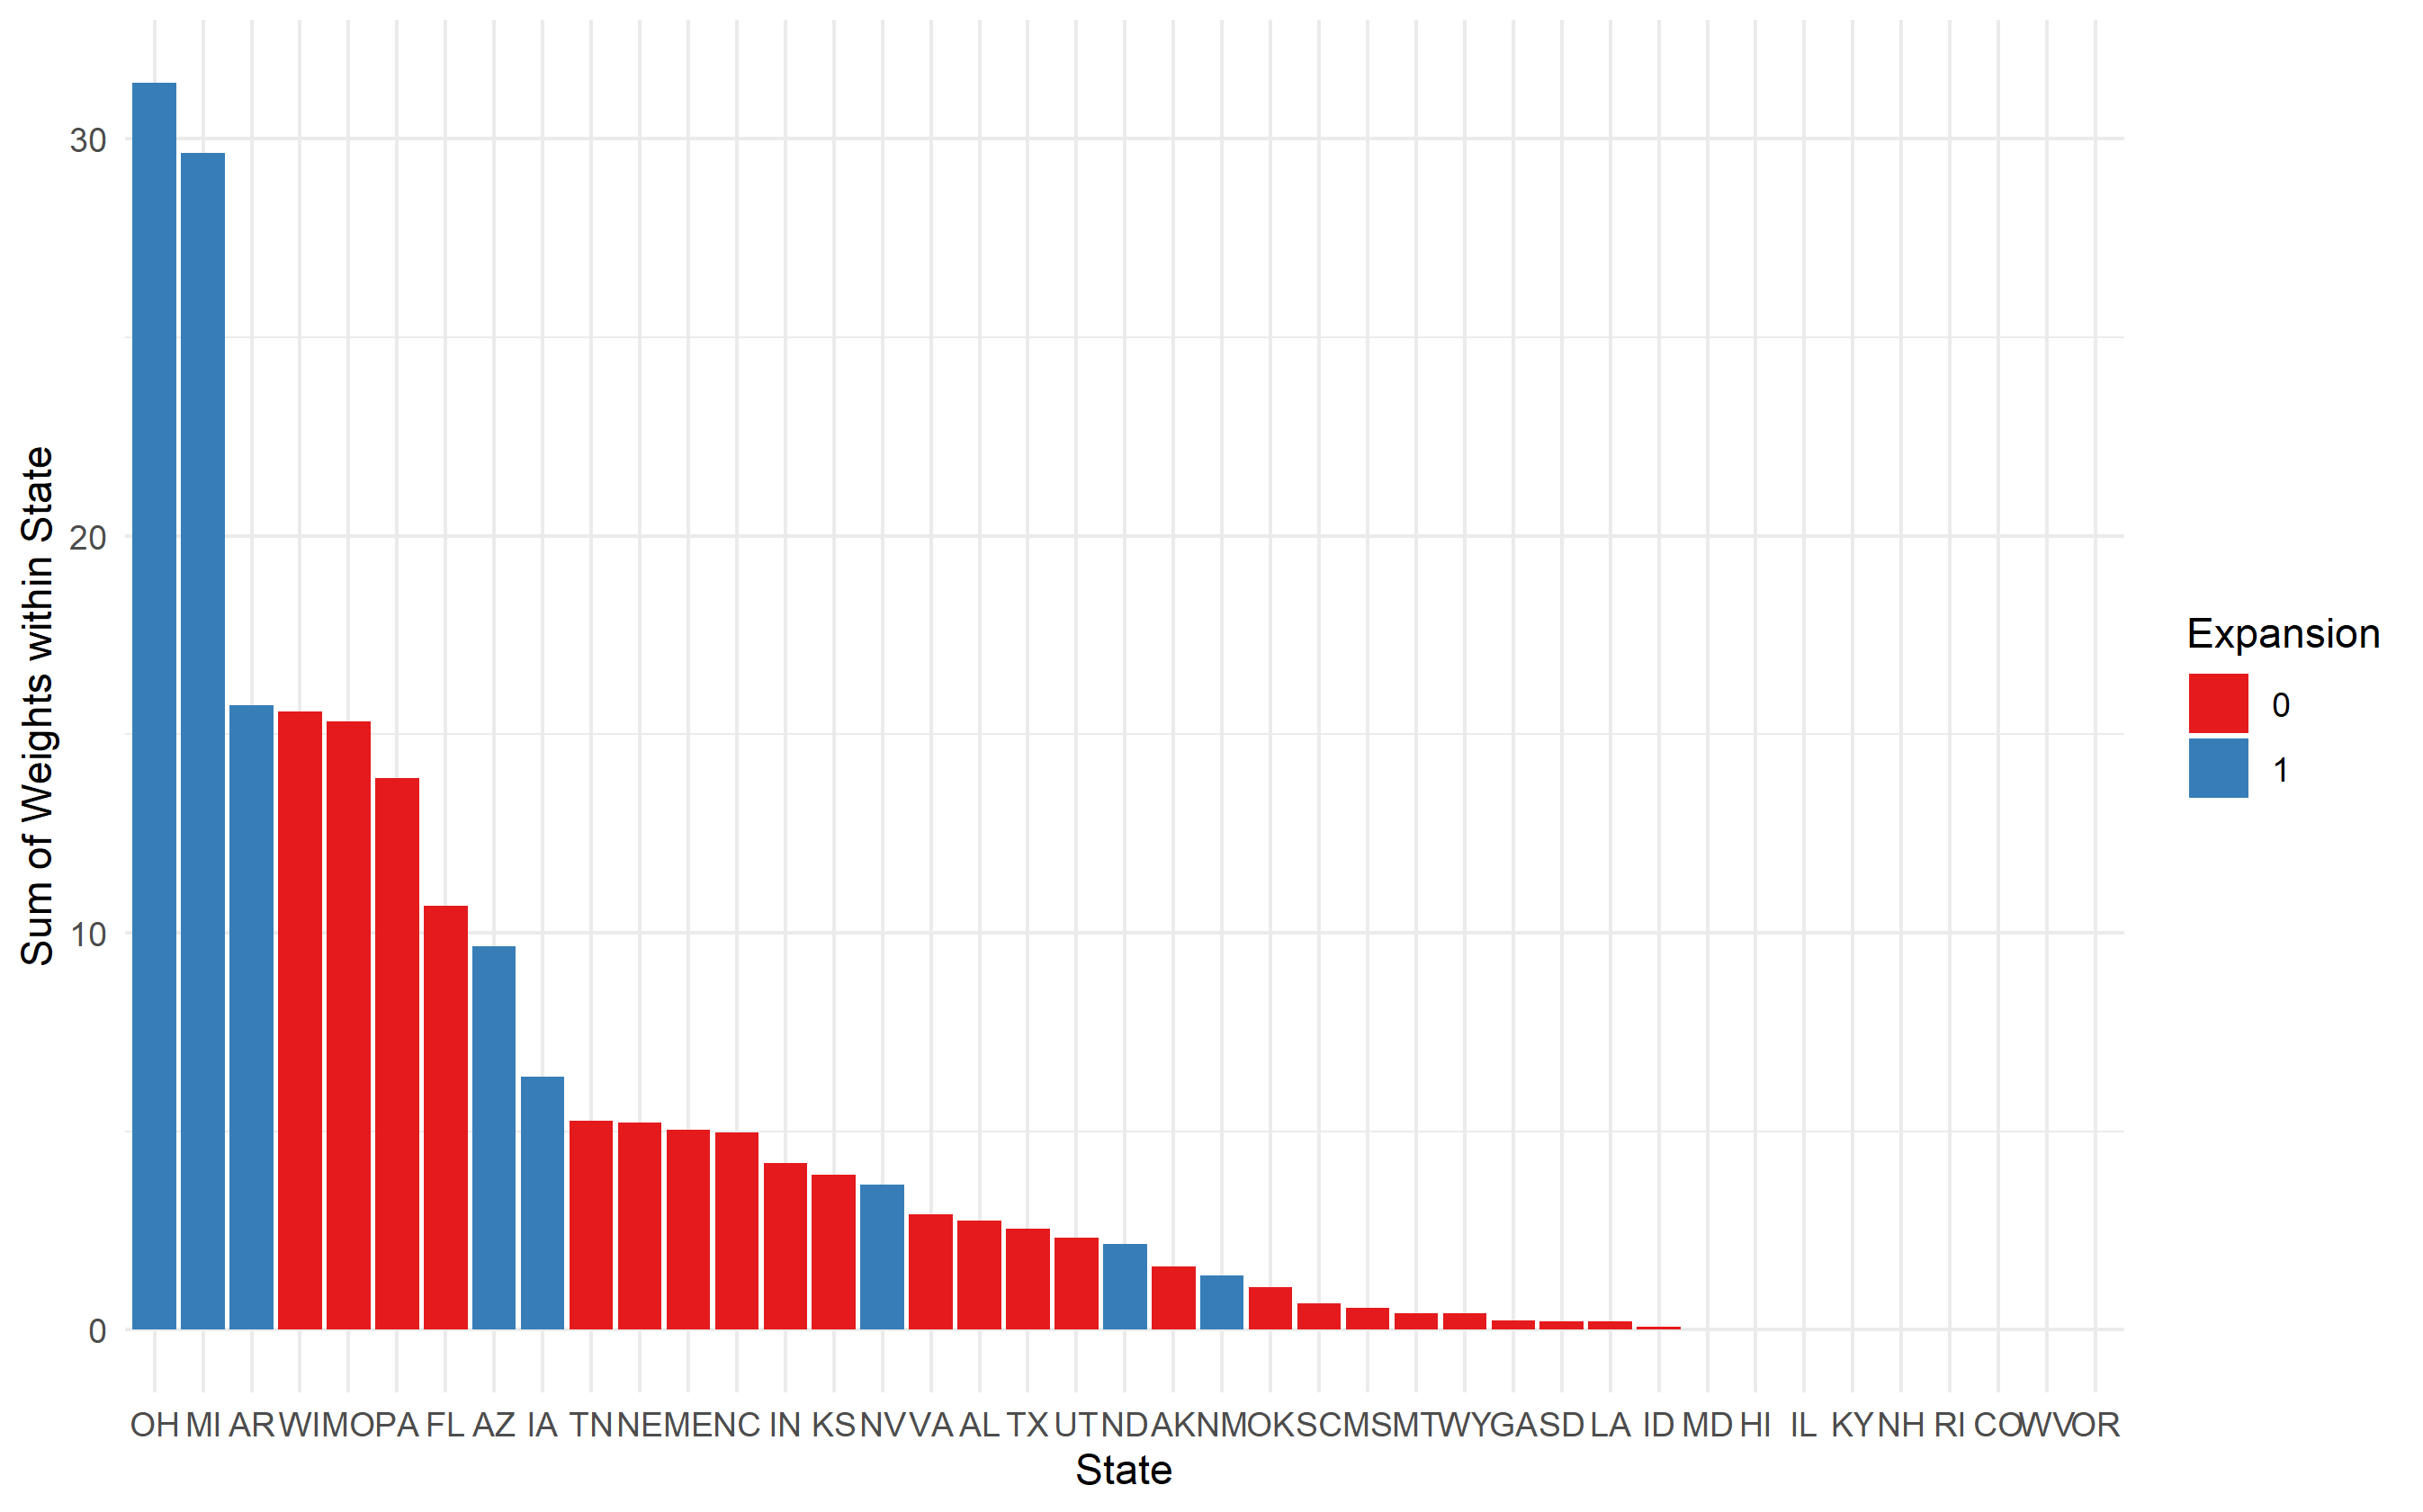 Sum of Weights within State
30
20
10
0
OH MI AR WI MO PA FL AZ IA TN NE ME NC IN KS NV VA AL TX UT ND AK NM OK SC MS MT WY GA SD LA ID MD HI IL KY NH RI CO WV OR
State
Expansion
0
1